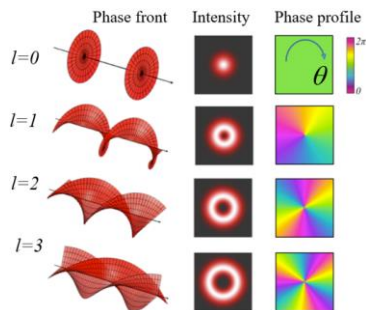 Phase front Intensity Phase profile
l=0
θ
2π
0
l=1
l=2
l=3